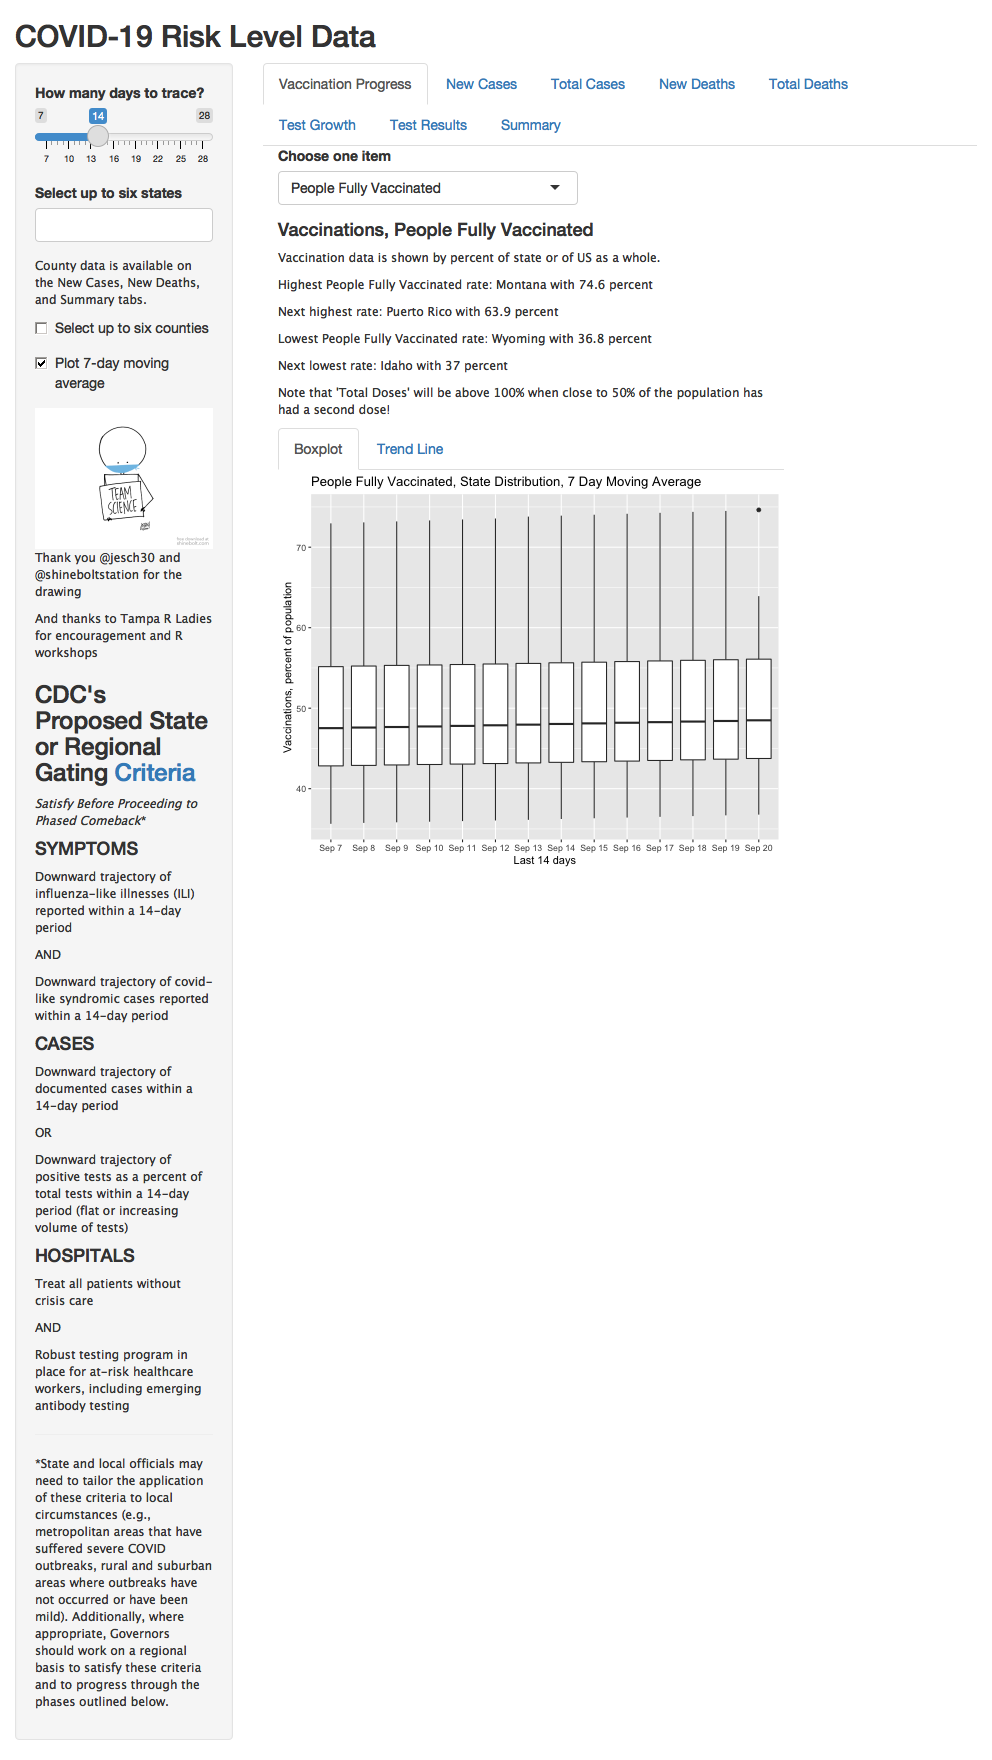 COVID-19 Risk Level Data
How many days to trace?
7 14 28
7 10 13 16 19 22 25 28
Select up to six states
County data is available on
the New Cases, New Deaths,
and Summary tabs.
Select up to six counties
Plot 7-day moving
average
TEAM
SCIENCE
Thank you @jesch30 and
@shineboltstation for the
drawing
And thanks to Tampa R Ladies
for encouragement and R
workshops
CDC's
Proposed State
or Regional
Gating Criteria
Satisfy Before Proceeding to
Phased Comeback*
SYMPTOMS
Downward trajectory of
influenza-like illnesses (ILI)
reported within a 14-day
period
AND
Downward trajectory of covid-
like syndromic cases reported
within a 14-day period
CASES
Downward trajectory of
documented cases within a
14-day period
OR
Downward trajectory of
positive tests as a percent of
total tests within a 14-day
period (flat or increasing
volume of tests)
HOSPITALS
Treat all patients without
crisis care
AND
Robust testing program in
place for at-risk healthcare
workers, including emerging
antibody testing
*State and local officials may
need to tailor the application
of these criteria to local
circumstances (e.g.,
metropolitan areas that have
suffered severe COVID
outbreaks, rural and suburban
areas where outbreaks have
not occurred or have been
mild). Additionally, where
appropriate, Governors
should work on a regional
basis to satisfy these criteria
and to progress through the
phases outlined below.
Vaccination Progress New Cases Total Cases New Deaths Total Deaths
Test Growth Test Results Summary
Choose one item
People Fully Vaccinated
Vaccinations, People Fully Vaccinated
Vaccination data is shown by percent of state or of US as a whole.
Highest People Fully Vaccinated rate: Montana with 74.6 percent
Next highest rate: Puerto Rico with 63.9 percent
Lowest People Fully Vaccinated rate: Wyoming with 36.8 percent
Next lowest rate: Idaho with 37 percent
Note that 'Total Doses' will be above 100% when close to 50% of the population has
had a second dose!
Boxplot Trend Line
People Fully Vaccinated, State Distribution, 7 Day Moving Average
Vaccinations, percent of population
70
60
50
40
Sep 7 Sep 8 Sep 9 Sep 10 Sep 11 Sep 12 Sep 13 Sep 14 Sep 15 Sep 16 Sep 17 Sep 18 Sep 19 Sep 20
Last 14 days